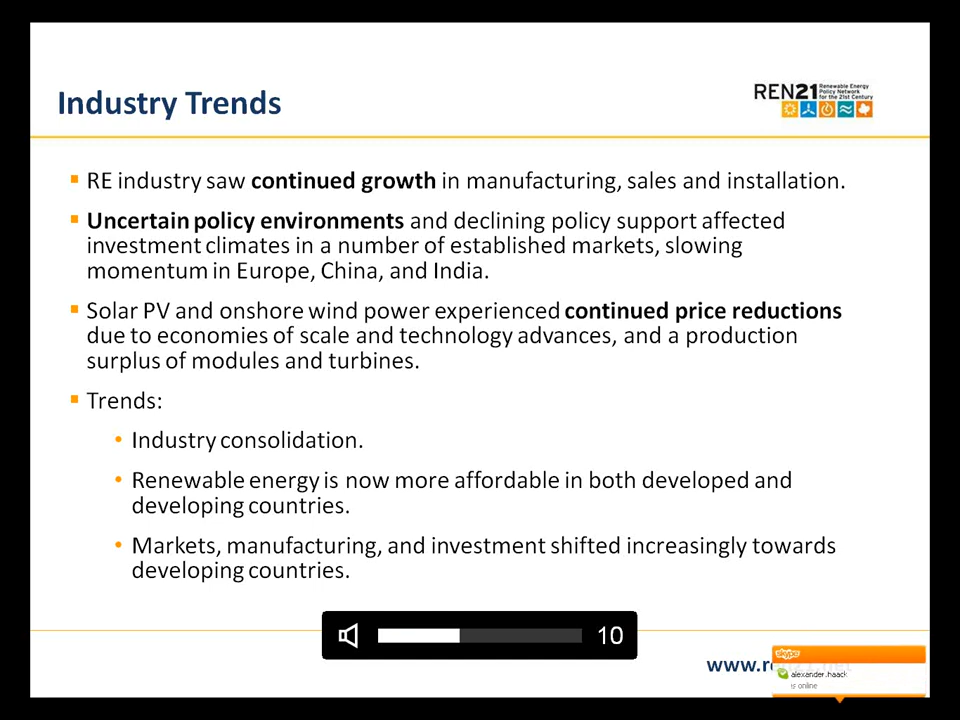 Industry Trends
REN21 Renewable Energy
Policy Network
for the 21st Century
RE industry saw continued growth in manufacturing, sales and installation.
Uncertain policy environments and declining policy support affected
investment climates in a number of established markets, slowing
momentum in Europe, China, and India.
Solar PV and onshore wind power experienced continued price reductions
due to economies of scale and technology advances, and a production
surplus of modules and turbines.
Trends:
Industry consolidation.
Renewable energy is now more affordable in both developed and
developing countries.
Markets, manufacturing, and investment shifted increasingly towards
developing countries.
10
skype
alexander.haack
is online